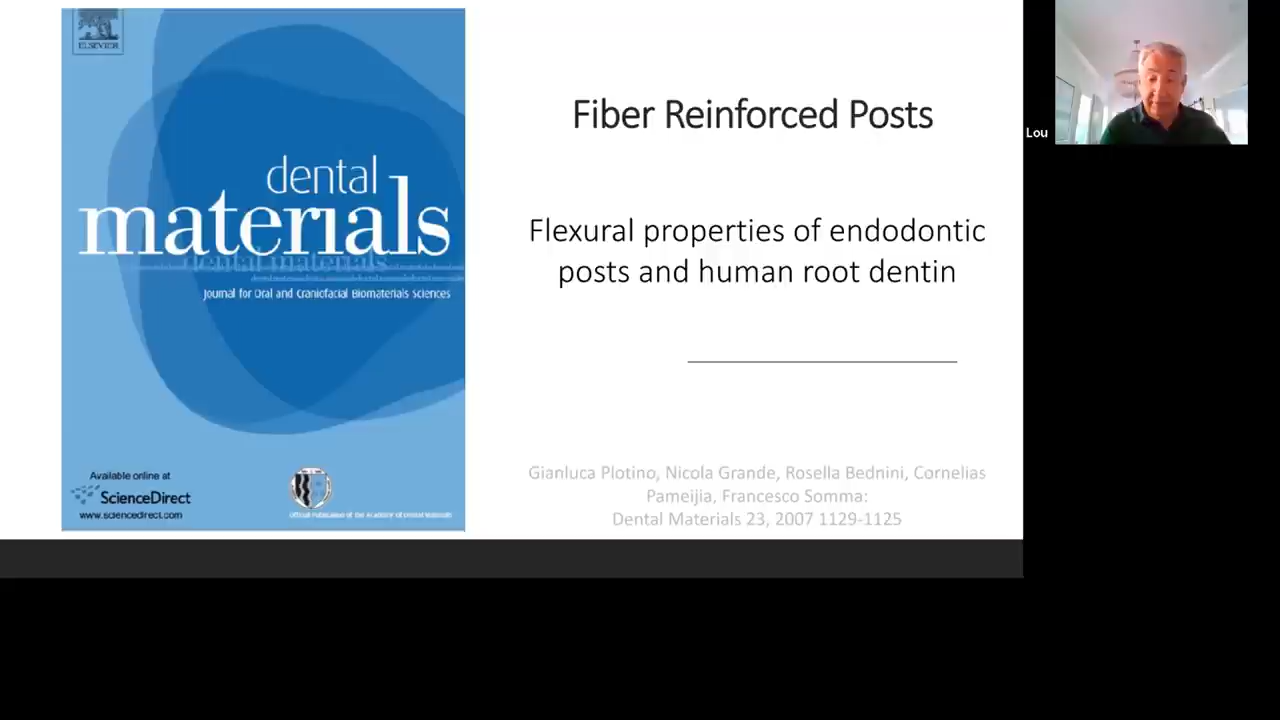 ELSEVIER
dental
materials
dental materials
Journal for Oral and Craniofacial Biomaterials Sciences
Available online at
ScienceDirect
www.sciencedirect.com
Official Publication of the Academy of Dental Materials
Fiber Reinforced Posts
Flexural properties of endodontic
posts and human root dentin
Gianluca Plotino, Nicola Grande, Rosella Bednini, Cornelias
Pameijia, Francesco Somma:
Dental Materials 23, 2007 1129-1125
Lou